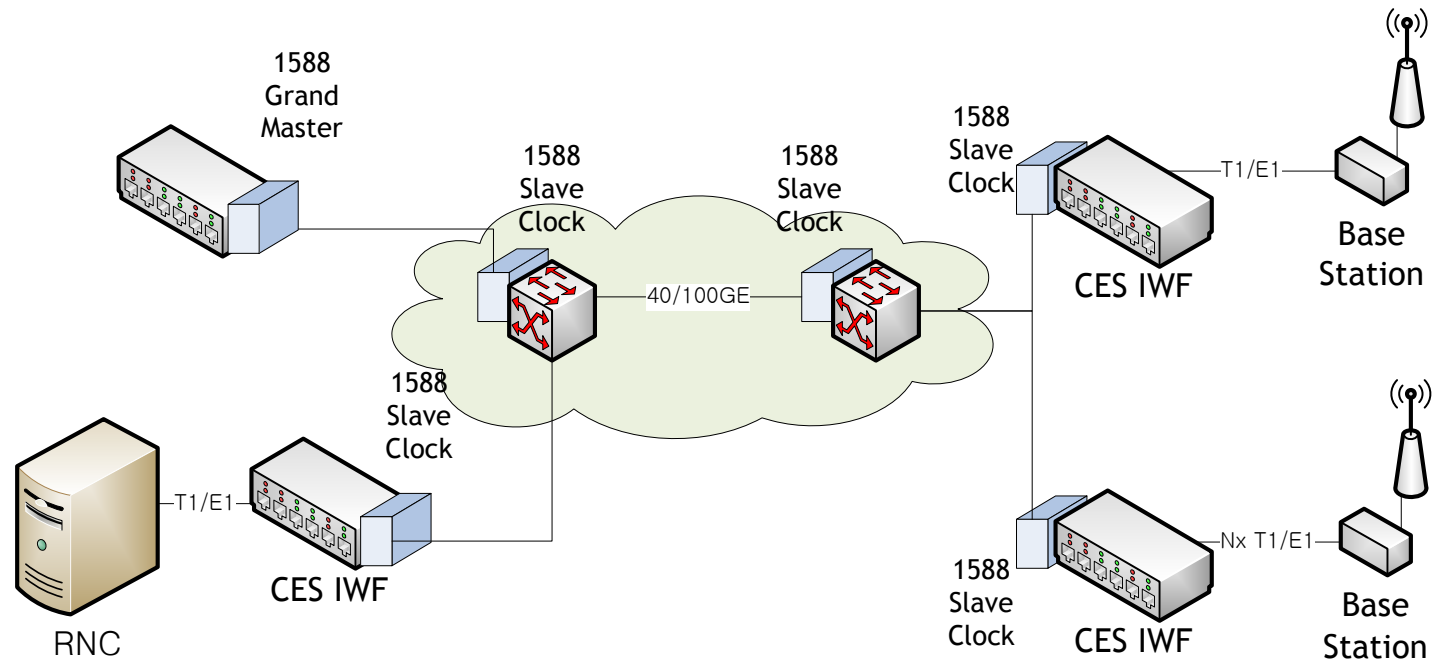 1588
Grand
Master
1588
Slave
Clock
1588
Slave
Clock
1588
Slave
Clock
T1/E1
Base
Station
CES IWF
40/100GE
1588
Slave
Clock
T1/E1
CES IWF
RNC
Nx T1/E1
1588
Slave
Clock
CES IWF
Base
Station